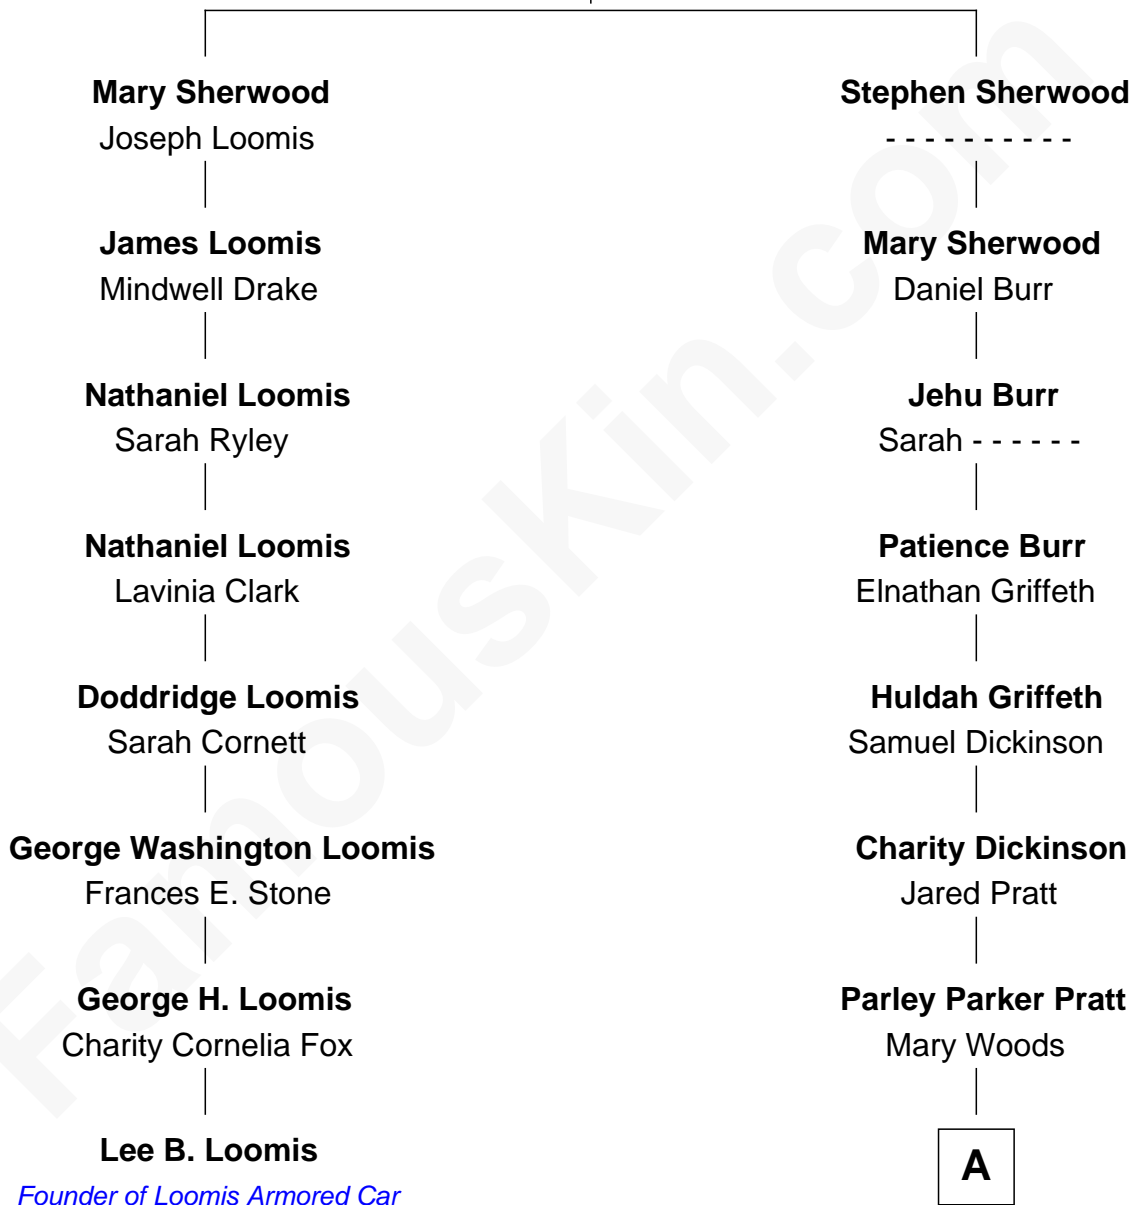 Mary Sherwood
Joseph Loomis
Stephen Sherwood
- - - - - - - - - -
James Loomis
Mindwell Drake
Mary Sherwood
Daniel Burr
Nathaniel Loomis
Sarah Ryley
Jehu Burr
Sarah - - - - - -
Nathaniel Loomis
Lavinia Clark
Patience Burr
Elnathan Griffeth
Doddridge Loomis
Sarah Cornett
Huldah Griffeth
Samuel Dickinson
George Washington Loomis
Frances E. Stone
Charity Dickinson
Jared Pratt
George H. Loomis
Charity Cornelia Fox
Parley Parker Pratt
Mary Woods
Lee B. Loomis
Founder of Loomis Armored Car
A
FamousKin.com